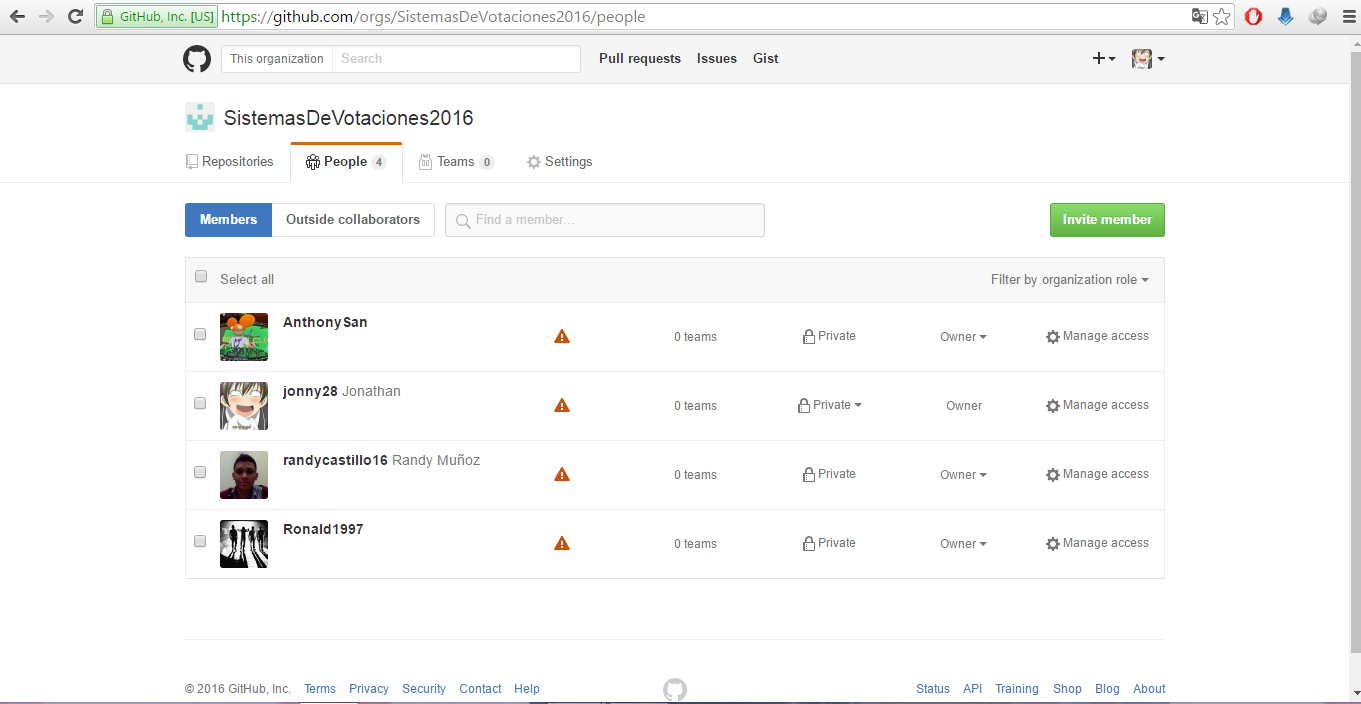 GitHub, Inc. [US] https://github.com/orgs/SistemasDeVotaciones2016/people
This organization Search Pull requests Issues Gist
SistemasDeVotaciones2016
Repositories People 4 Teams 0 Settings
Members Outside collaborators Find a member... Invite member
Select all Filter by organization role
AnthonySan 0 teams Private Owner Manage access
jonny28 Jonathan 0 teams Private Owner Manage access
randycastillo16 Randy Muñoz 0 teams Private Owner Manage access
Ronald1997 0 teams Private Owner Manage access
© 2016 GitHub, Inc. Terms Privacy Security Contact Help Status API Training Shop Blog About